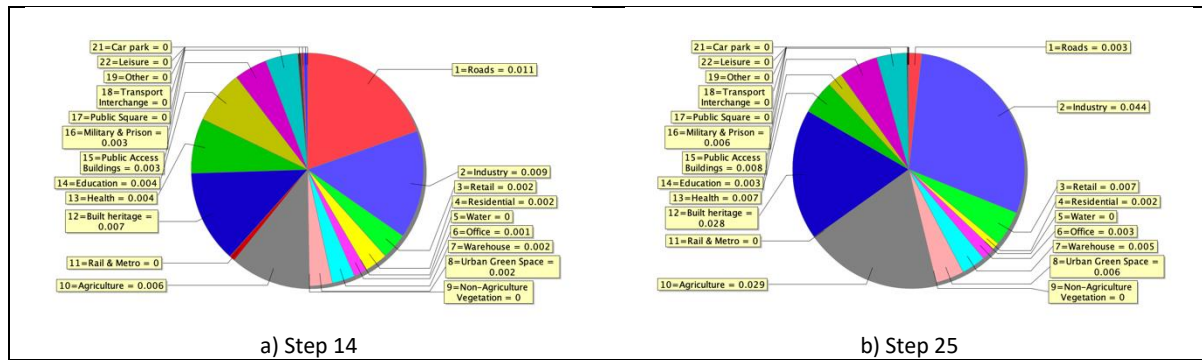 21=Car park = 0
22=Leisure = 0
19=Other = 0
18=Transport
Interchange = 0
17=Public Square = 0
16=Military & Prison =
0.003
15=Public Access
Buildings = 0.003
14=Education = 0.004
13=Health = 0.004
12=Built heritage =
0.007
11=Rail & Metro = 0
10=Agriculture = 0.006
1=Roads = 0.011
2=Industry = 0.009
3=Retail = 0.002
4=Residential = 0.002
5=Water = 0
6=Office = 0.001
7=Warehouse = 0.002
8=Urban Green Space =
0.002
9=Non-Agriculture
Vegetation = 0
a) Step 14
21=Car park = 0
22=Leisure = 0
19=Other = 0
18=Transport
Interchange = 0
17=Public Square = 0
16=Military & Prison =
0.006
15=Public Access
Buildings = 0.008
14=Education = 0.003
13=Health = 0.007
12=Built heritage =
0.028
11=Rail & Metro = 0
10=Agriculture = 0.029
1=Roads = 0.003
2=Industry = 0.044
3=Retail = 0.007
4=Residential = 0.002
5=Water = 0
6=Office = 0.003
7=Warehouse = 0.005
8=Urban Green Space =
0.006
9=Non-Agriculture
Vegetation = 0
b) Step 25